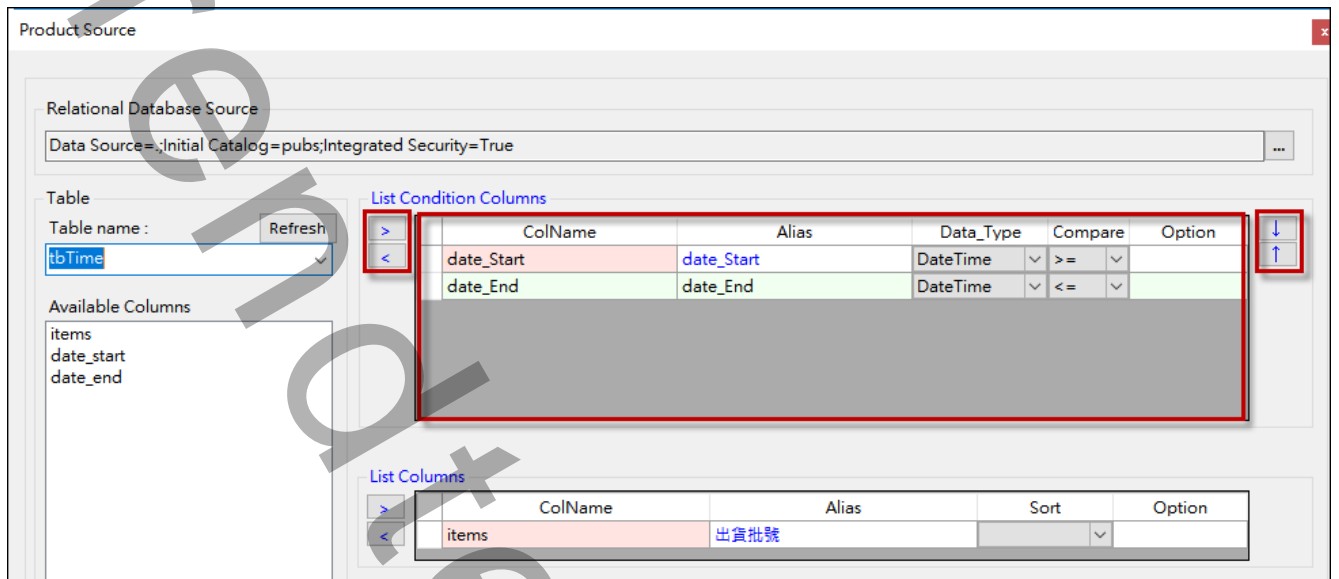 Product Source
x
Relational Database Source
Data Source=.;Initial Catalog=pubs;Integrated Security=True
...
Table
Table name :
Refresh
tbTime
Available Columns
items
date_start
date_end
List Condition Columns
>
<
ColName Alias Data_Type Compare Option
date_Start date_Start DateTime >=
date_End date_End DateTime <=
↓
↑
List Columns
>
<
ColName Alias Sort Option
items 出貨批號